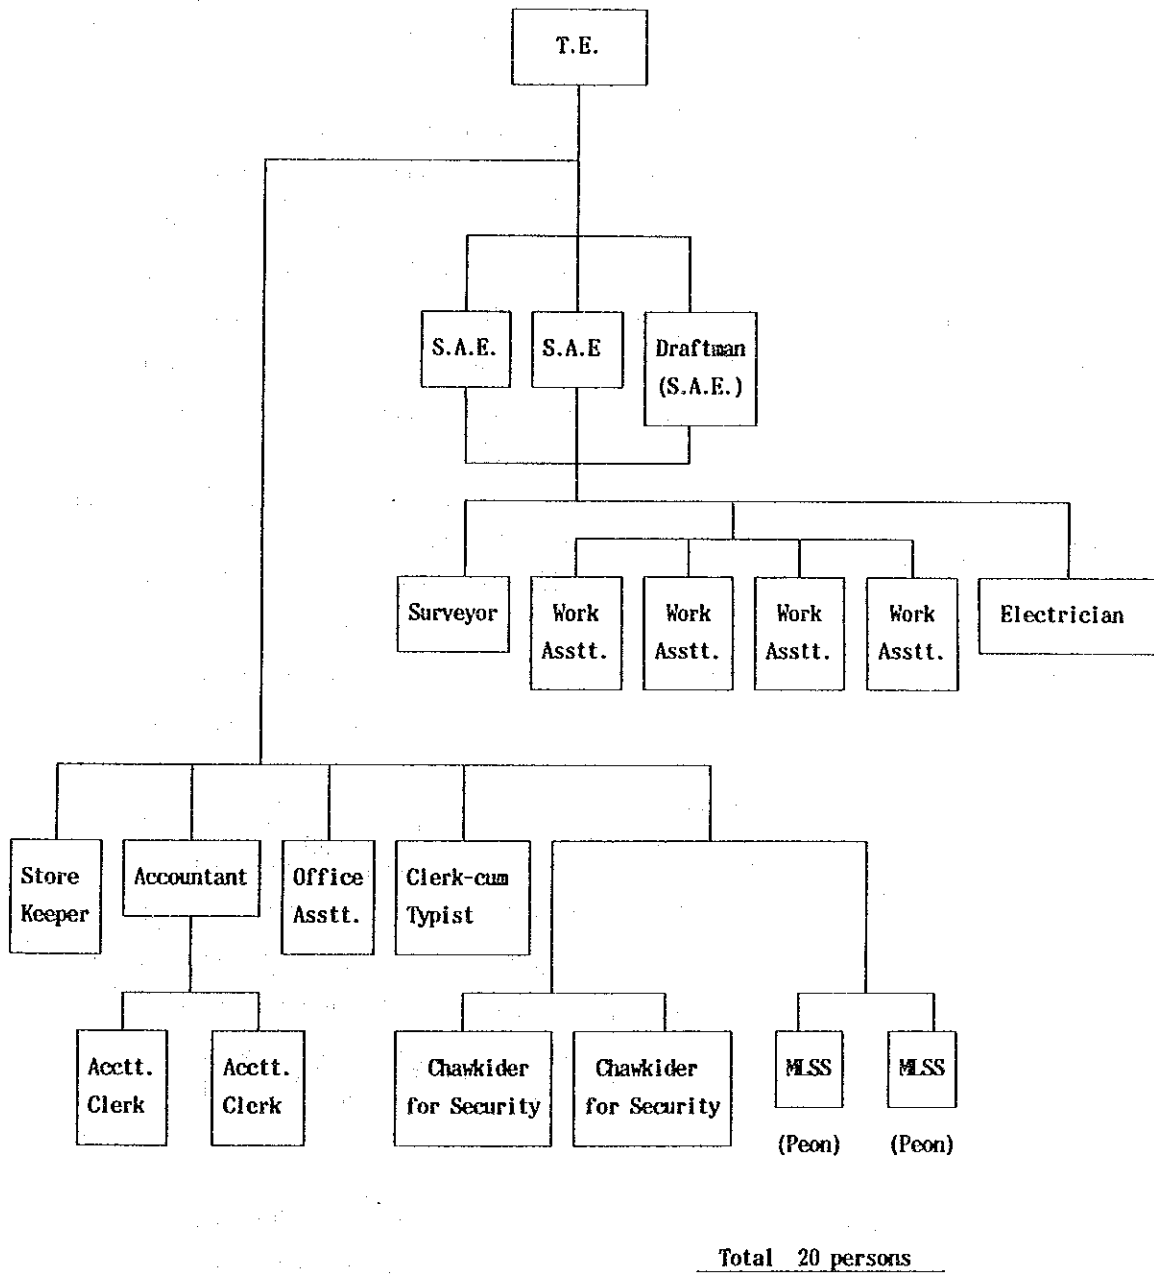 T.E.
S.A.E.
S.A.E
Draftman
(S.A.E.)
Surveyor
Work
Asstt.
Work
Asstt.
Work
Asstt.
Work
Asstt.
Electrician
Store
Keeper
Accountant
Office
Asstt.
Clerk-cum
Typist
Acctt.
Clerk
Acctt.
Clerk
Chawkider
for Security
Chawkider
for Security
MLSS
(Peon)
MLSS
(Peon)
Total 20 persons